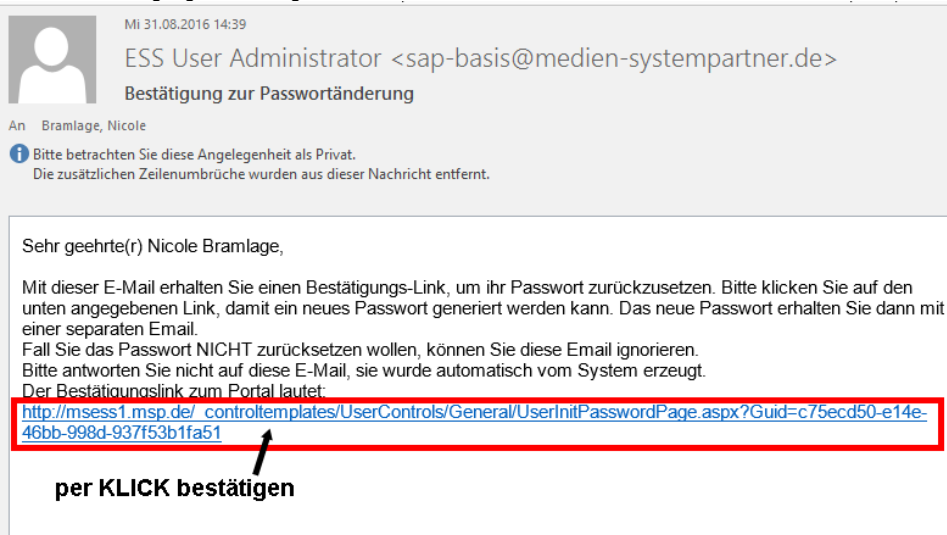 Mi 31.08.2016 14:39
ESS User Administrator <sap-basis@medien-systempartner.de>
Bestätigung zur Passwortänderung
An Bramlage, Nicole
Bitte betrachten Sie diese Angelegenheit als Privat.
Die zusätzlichen Zeilenumbrüche wurden aus dieser Nachricht entfernt.
Sehr geehrte(r) Nicole Bramlage,
Mit dieser E-Mail erhalten Sie einen Bestätigungs-Link, um ihr Passwort zurückzusetzen. Bitte klicken Sie auf den
unten angegebenen Link, damit ein neues Passwort generiert werden kann. Das neue Passwort erhalten Sie dann mit
einer separaten Email.
Fall Sie das Passwort NICHT zurücksetzen wollen, können Sie diese Email ignorieren.
Bitte antworten Sie nicht auf diese E-Mail, sie wurde automatisch vom System erzeugt.
Der Bestätigungslink zum Portal lautet:
http://msess1.msp.de/_controltemplates/UserControls/General/UserInitPasswordPage.aspx?Guid=c75ecd50-e14e-
46bb-998d-937f53b1fa51
per KLICK bestätigen